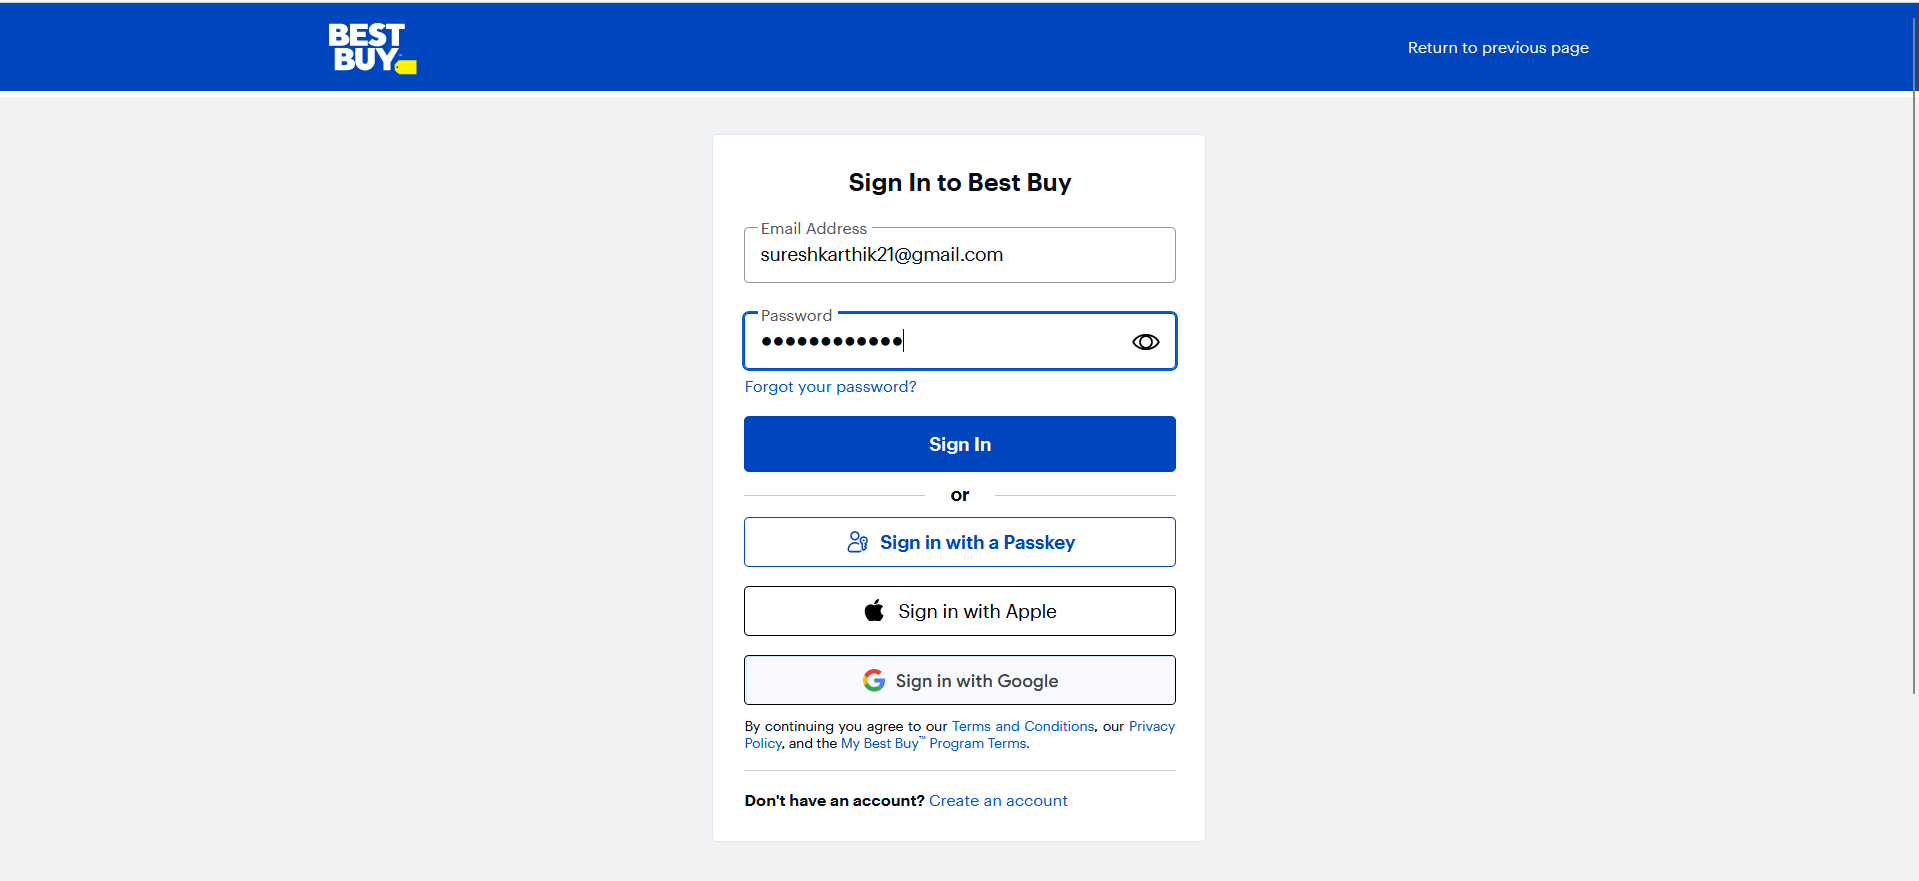 BEST
BUY
Return to previous page
Sign In to Best Buy
Email Address
sureshkarthik21@gmail.com
Password
••••••••••••
Forgot your password?
Sign In
or
Sign in with a Passkey
Sign in with Apple
Sign in with Google
By continuing you agree to our Terms and Conditions, our Privacy
Policy, and the My Best Buy™ Program Terms.
Don't have an account? Create an account